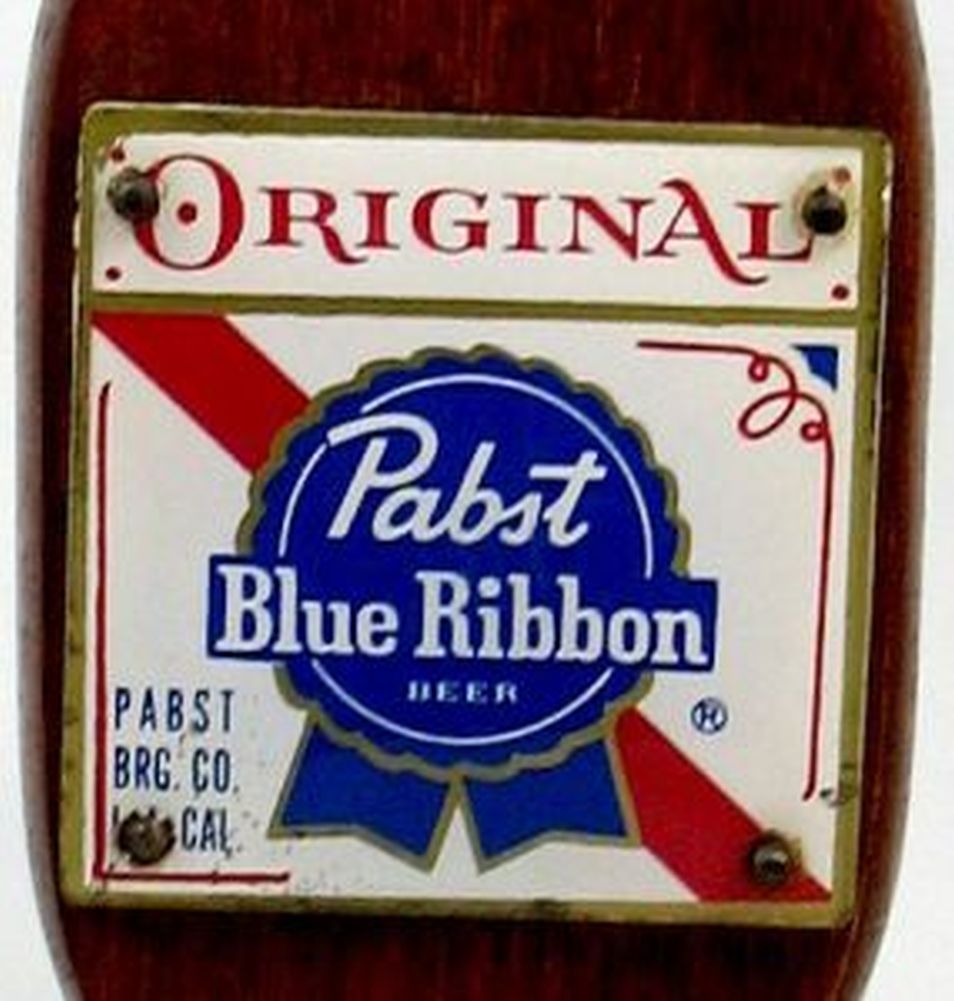 ORIGINAL
Pabst
Blue Ribbon
BEER
®
PABST
BRG. CO.
CAL.